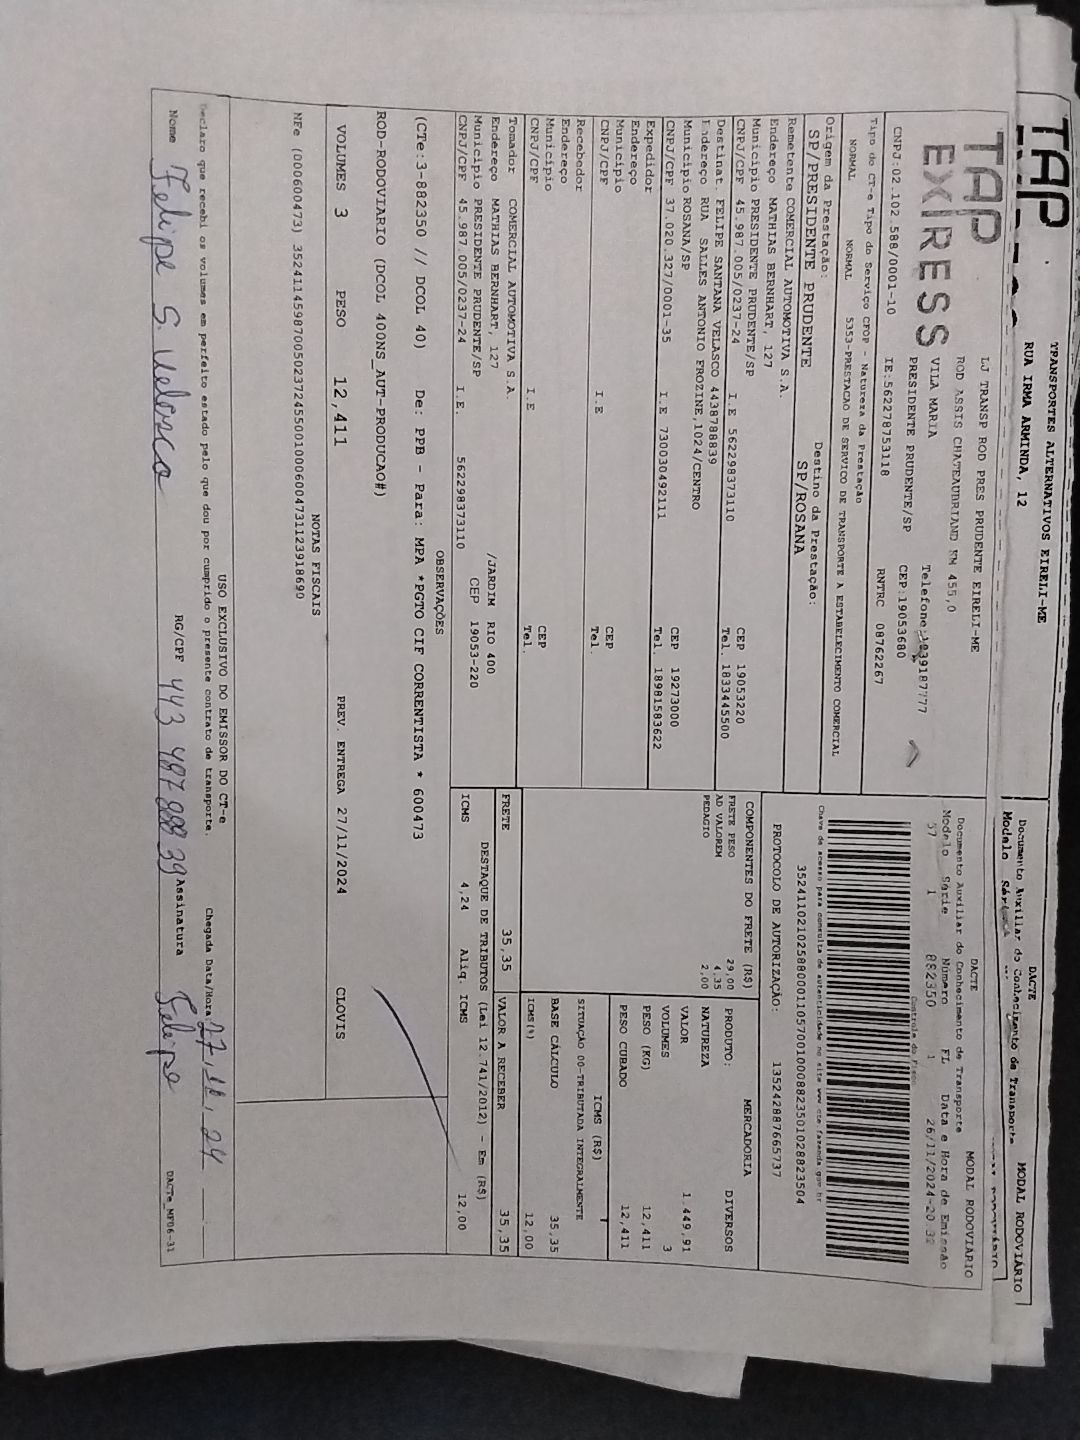 TAP
TRANSPORTES ALTERNATIVOS EIRELI-ME
RUA IRMA ARMINDA, 12
DACTE
Documento Auxiliar do Conhecimento de Transporte
MODAL RODOVIÁRIO
Modelo
TAP
EXPRESS
LJ TRANSP ROD PRES PRUDENTE EIRELI-ME
ROD ASSIS CHATEAUBRIAND KM 455,0
VILA MARIA
Telefone:1839187777
PRESIDENTE PRUDENTE/SP
CEP:19053680
CNPJ:02.102.588/0001-10
IE:562278753118
RNTRC 08762267
DACTE
MODAL RODOVIÁRIO
Documento Auxiliar do Conhecimento de Transporte
Modelo Série Número FL Data e Hora de Emissão
57 1 882350 1 26/11/2024-20:32
Controle do Fisco
Tipo do CT-e Tipo do Serviço CFOP - Natureza da Prestação
NORMAL NORMAL 5353-PRESTACAO DE SERVICO DE TRANSPORTE A ESTABELECIMENTO COMERCIAL
Chave de acesso para consulta de autenticidade no site www.cte.fazenda.gov.br
35241102102588000110570010008823501028823504
PROTOCOLO DE AUTORIZAÇÃO: 135242887665737
Origem da Prestação:
SP/PRESIDENTE PRUDENTE
Destino da Prestação:
SP/ROSANA
Remetente COMERCIAL AUTOMOTIVA S.A.
Endereço MATHIAS BERNHART, 127
Município PRESIDENTE PRUDENTE/SP CEP 19053220
CNPJ/CPF 45.987.005/0237-24 I.E 562298373110 Tel. 1833445500
Destinat. FELIPE SANTANA VELASCO 44387888839
Endereço RUA SALLES ANTONIO FROZINE,1024/CENTRO
Município ROSANA/SP CEP 19273000
CNPJ/CPF 37.020.327/0001-35 I.E 730030492111 Tel. 18981583622
Expedidor
Endereço
Município CEP
CNPJ/CPF I.E Tel.
Recebedor
Endereço
Município CEP
CNPJ/CPF I.E Tel.
Tomador COMERCIAL AUTOMOTIVA S.A.
Endereço MATHIAS BERNHART, 127 /JARDIM RIO 400
Município PRESIDENTE PRUDENTE/SP CEP 19053-220
CNPJ/CPF 45.987.005/0237-24 I.E. 562298373110
COMPONENTES DO FRETE (R$)
FRETE PESO 29,00
AD VALOREM 4,35
PEDAGIO 2,00
MERCADORIA
PRODUTO: DIVERSOS
NATUREZA
VALOR 1.449,91
VOLUMES 3
PESO (KG) 12,411
PESO CUBADO 12,411
ICMS (R$)
SITUAÇÃO 00-TRIBUTADA INTEGRALMENTE
BASE CÁLCULO 35,35
ICMS(%) 12,00
FRETE 35,35
VALOR A RECEBER 35,35
DESTAQUE DE TRIBUTOS (Lei 12.741/2012) - Em (R$)
ICMS 4,24 Aliq. ICMS 12,00
OBSERVAÇÕES
(CTe:3-882350 // DCOL 40) De: PPB - Para: MPA *PGTO CIF CORRENTISTA * 600473
ROD-RODOVIARIO (DCOL 400NS_AUT-PRODUCAO#)
VOLUMES 3 PESO 12,411 PREV. ENTREGA 27/11/2024 CLOVIS
NOTAS FISCAIS
NFe (000600473) 35241145987005023724550010006004731123918690
USO EXCLUSIVO DO EMISSOR DO CT-e
Declaro que recebi os volumes em perfeito estado pelo que dou por cumprido o presente contrato de transporte.
Chegada Data/Hora 27,11,24
Nome Felipe S. Velasco RG/CPF 443 Assinatura Felipe
DACTe_MF06-31